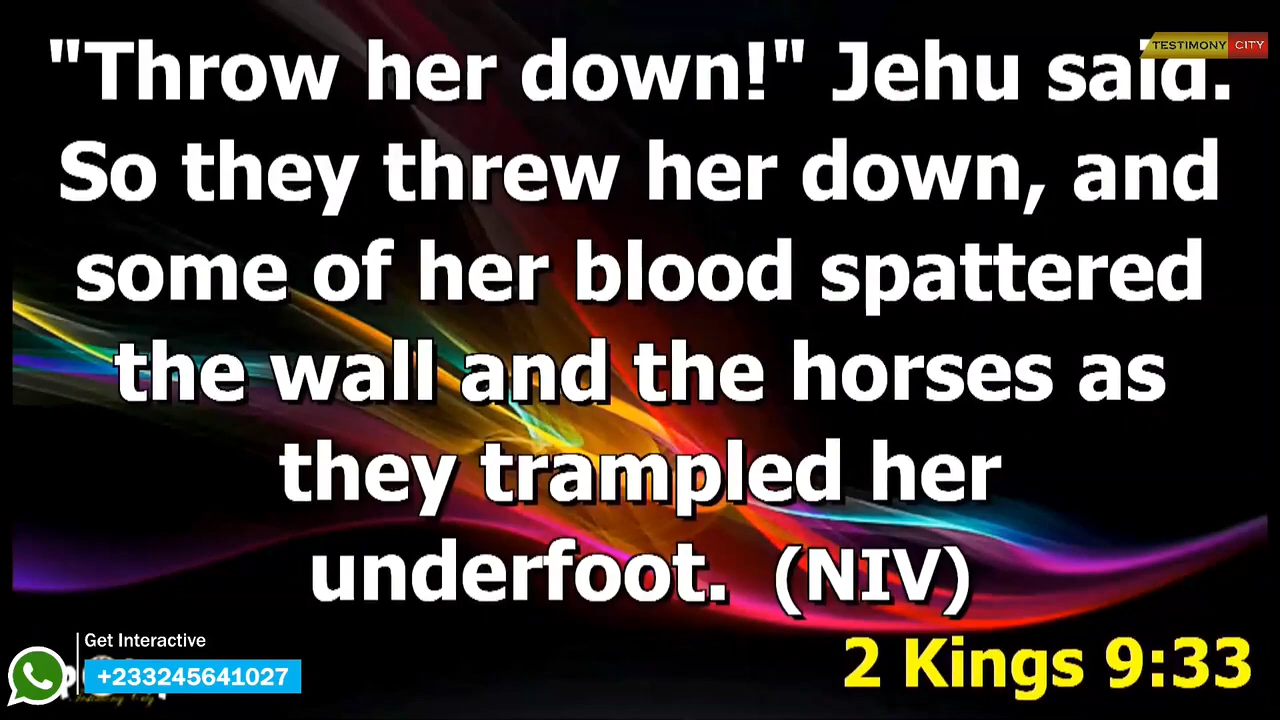 TESTIMONY CITY
"Throw her down!" Jehu said.
So they threw her down, and
some of her blood spattered
the wall and the horses as
they trampled her
underfoot. (NIV)
2 Kings 9:33
Get Interactive
+233245641027